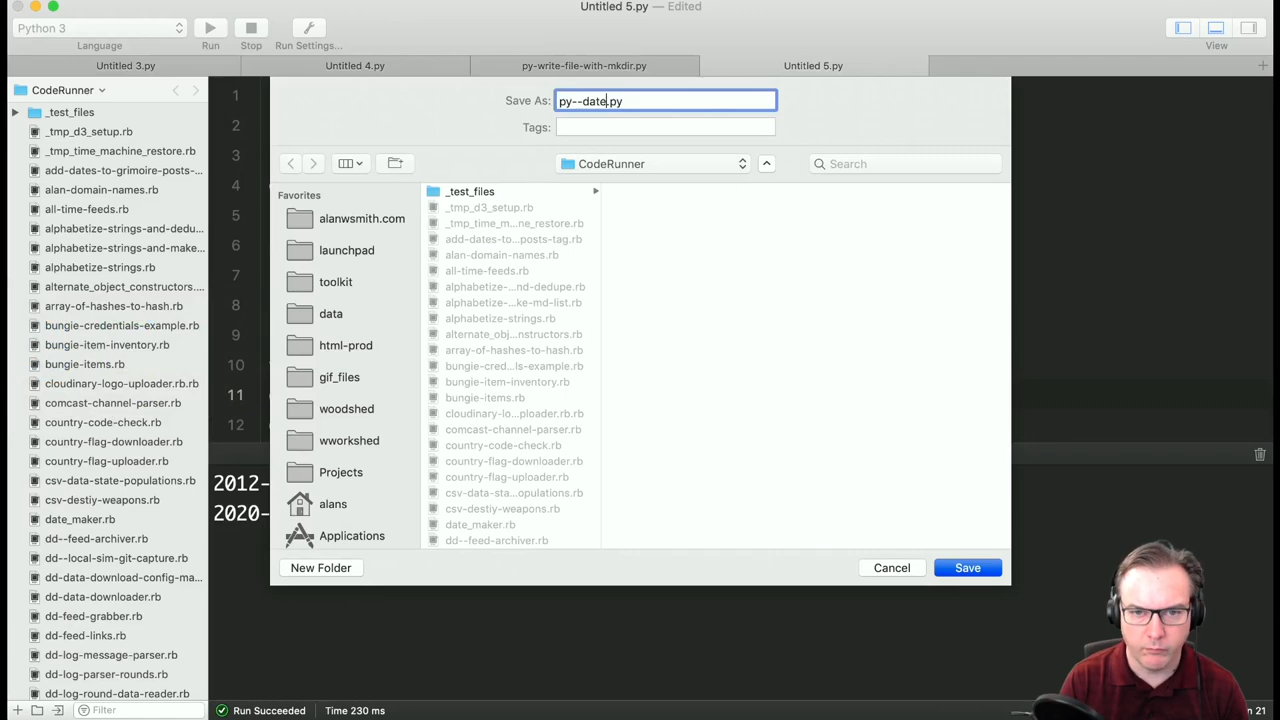 Untitled 5.py — Edited
Python 3
Language
Run
Stop
Run Settings...
View
Untitled 3.py
Untitled 4.py
py-write-file-with-mkdir.py
Untitled 5.py
CodeRunner
_test_files
_tmp_d3_setup.rb
_tmp_time_machine_restore.rb
add-dates-to-grimoire-posts-...
alan-domain-names.rb
all-time-feeds.rb
alphabetize-strings-and-dedu...
alphabetize-strings-and-make...
alphabetize-strings.rb
alternate_object_constructors....
array-of-hashes-to-hash.rb
bungie-credentials-example.rb
bungie-item-inventory.rb
bungie-items.rb
cloudinary-logo-uploader.rb.rb
comcast-channel-parser.rb
country-code-check.rb
country-flag-downloader.rb
country-flag-uploader.rb
csv-data-state-populations.rb
csv-destiy-weapons.rb
date_maker.rb
dd--feed-archiver.rb
dd--local-sim-git-capture.rb
dd-data-download-config-ma...
dd-data-downloader.rb
dd-feed-grabber.rb
dd-feed-links.rb
dd-log-message-parser.rb
dd-log-parser-rounds.rb
dd-log-round-data-reader.rb
Filter
1
2
3
4
5
6
7
8
9
10
11
12
Save As: py--date.py
Tags:
CodeRunner
Search
Favorites
alanwsmith.com
launchpad
toolkit
data
html-prod
gif_files
woodshed
wworkshed
Projects
alans
Applications
_test_files
_tmp_d3_setup.rb
_tmp_time_m...ne_restore.rb
add-dates-to...posts-tag.rb
alan-domain-names.rb
all-time-feeds.rb
alphabetize-...nd-dedupe.rb
alphabetize-...ke-md-list.rb
alphabetize-strings.rb
alternate_obj...nstructors.rb
array-of-hashes-to-hash.rb
bungie-cred...ls-example.rb
bungie-item-inventory.rb
bungie-items.rb
cloudinary-lo...ploader.rb.rb
comcast-channel-parser.rb
country-code-check.rb
country-flag-downloader.rb
country-flag-uploader.rb
csv-data-sta...opulations.rb
csv-destiy-weapons.rb
date_maker.rb
dd--feed-archiver.rb
New Folder
Cancel
Save
2012-
2020-
Run Succeeded
Time 230 ms
n 21